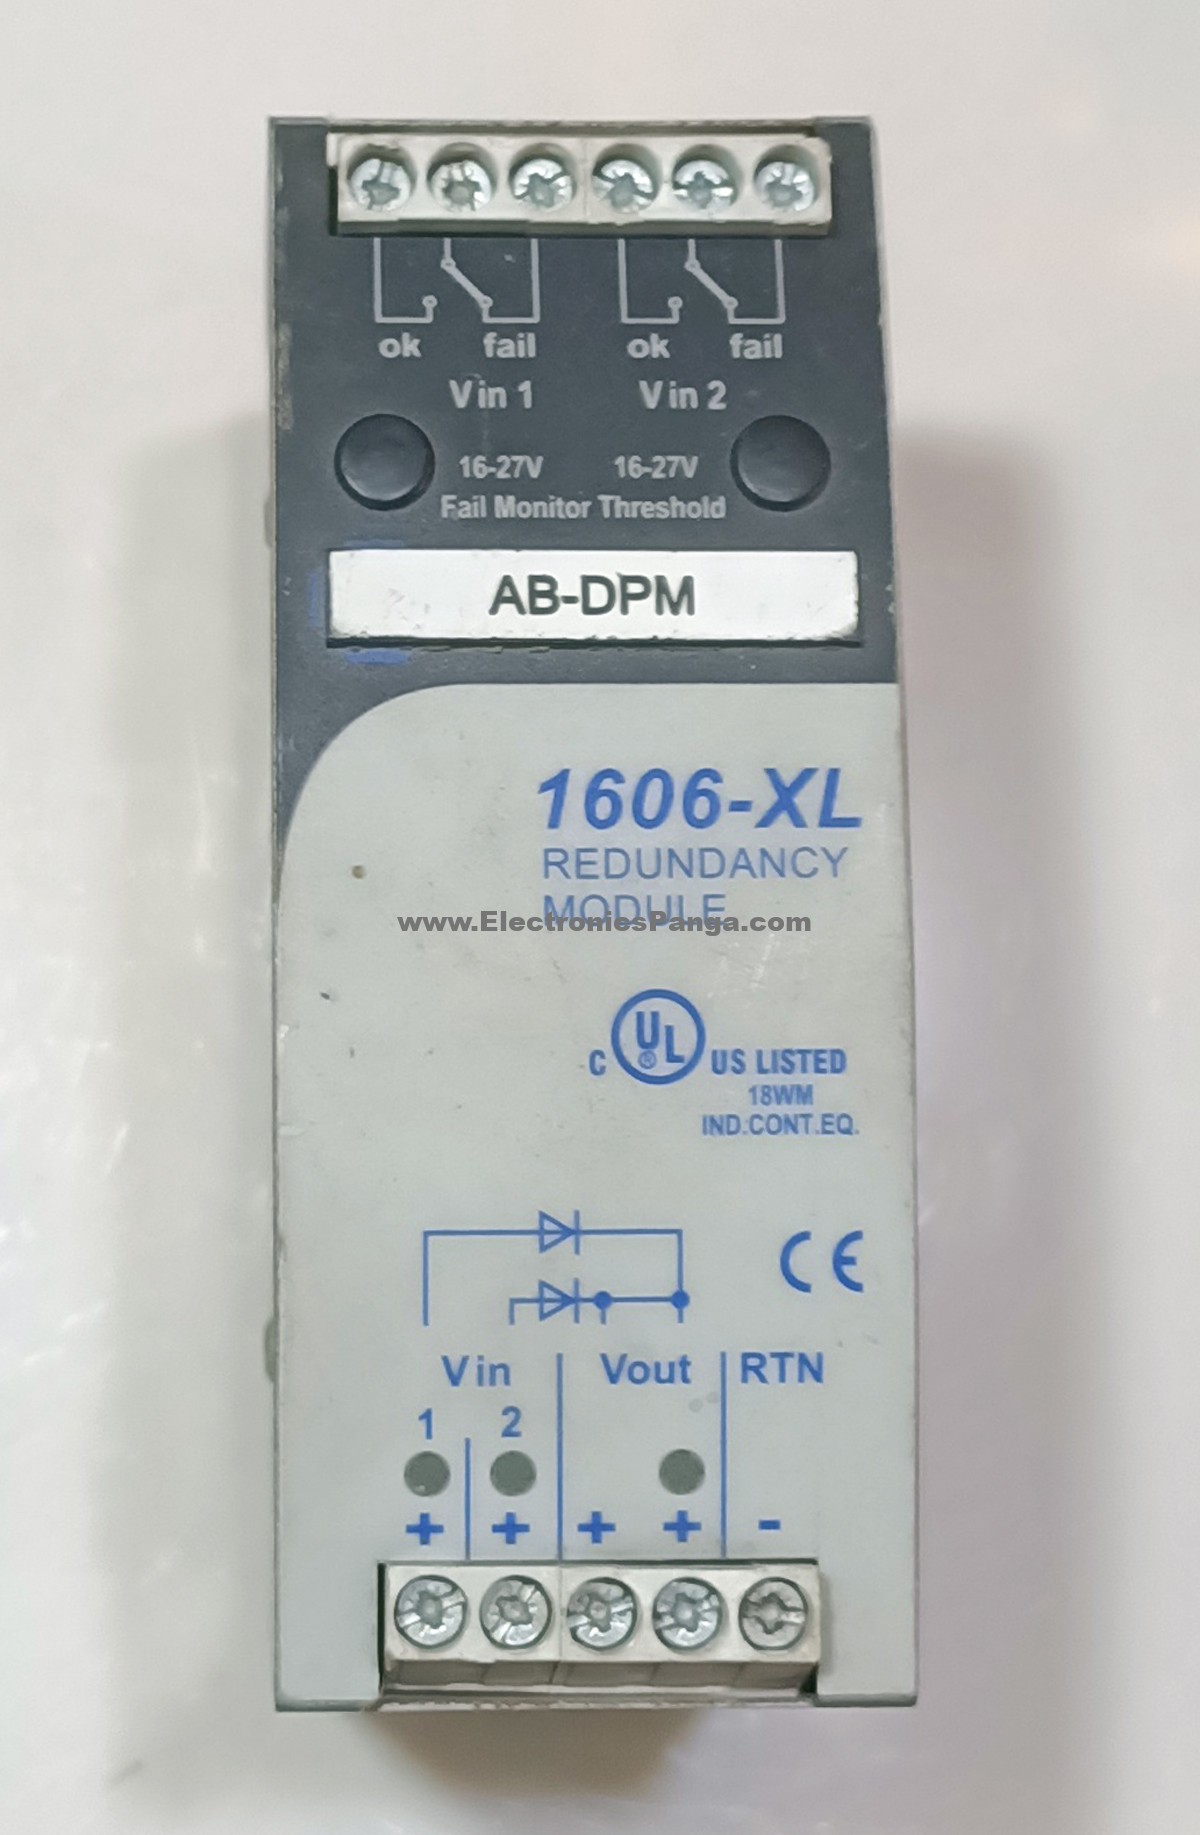 ok fail ok fail
Vin 1 Vin 2
16-27V 16-27V
Fail Monitor Threshold
AB-DPM
1606-XL
REDUNDANCY
MODULE
www.ElectroniesPanga.com
C UL ® US LISTED
18WM
IND.CONT.EQ.
CE
Vin Vout RTN
1 2
+ + + + -